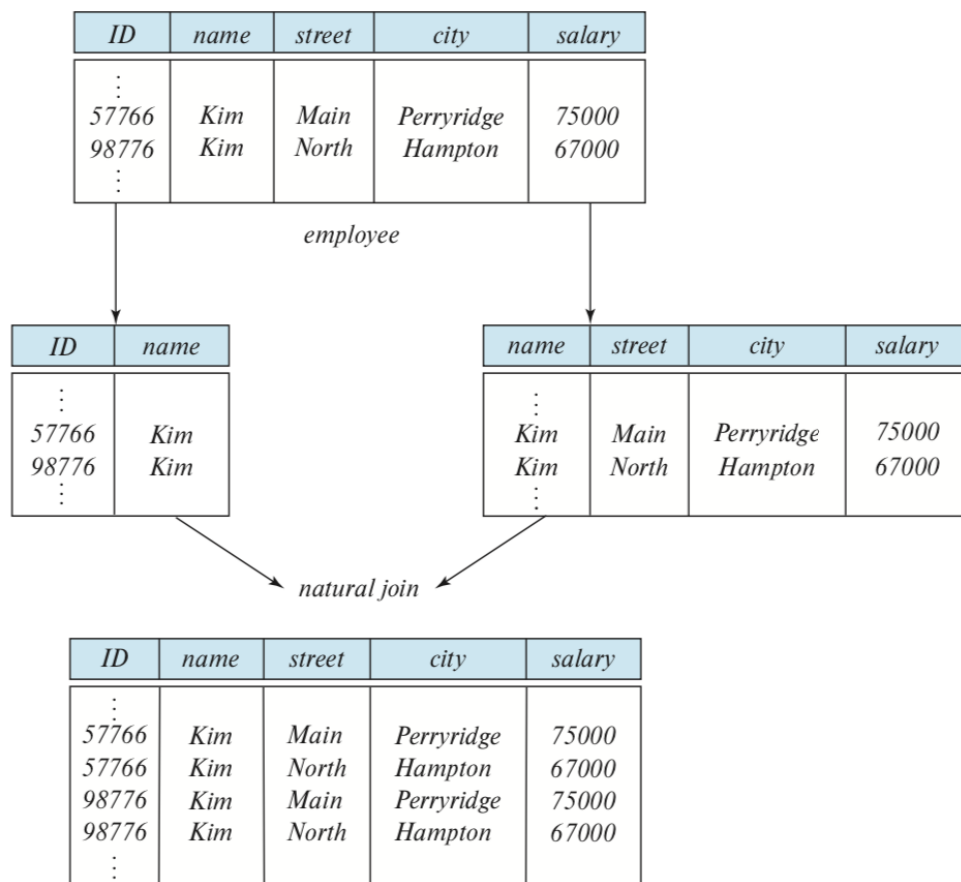 ID name street city salary
⋮
57766 Kim Main Perryridge 75000
98776 Kim North Hampton 67000
⋮
employee
ID name
⋮
57766 Kim
98776 Kim
⋮
name street city salary
⋮
Kim Main Perryridge 75000
Kim North Hampton 67000
⋮
natural join
ID name street city salary
⋮
57766 Kim Main Perryridge 75000
57766 Kim North Hampton 67000
98776 Kim Main Perryridge 75000
98776 Kim North Hampton 67000
⋮